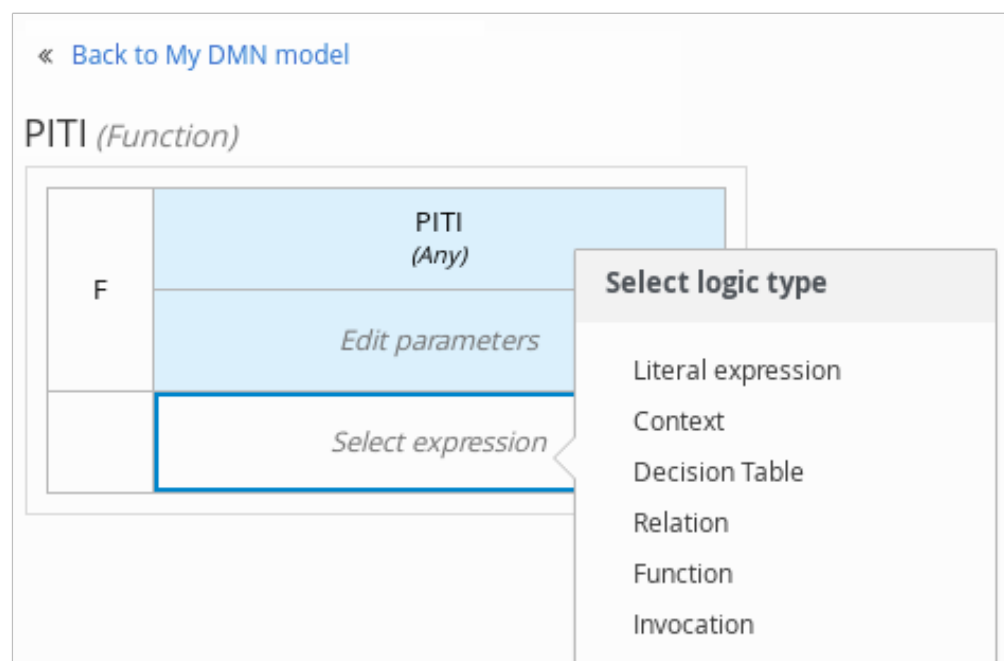 « Back to My DMN model
PITI (Function)
PITI
(Any)
F
Edit parameters
Select expression
Select logic type
Literal expression
Context
Decision Table
Relation
Function
Invocation